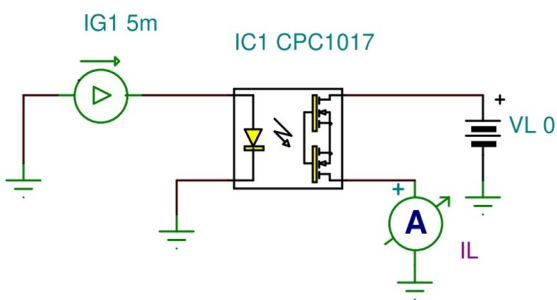 IG1 5m
IC1 CPC1017
+
VL 0
+
A
IL